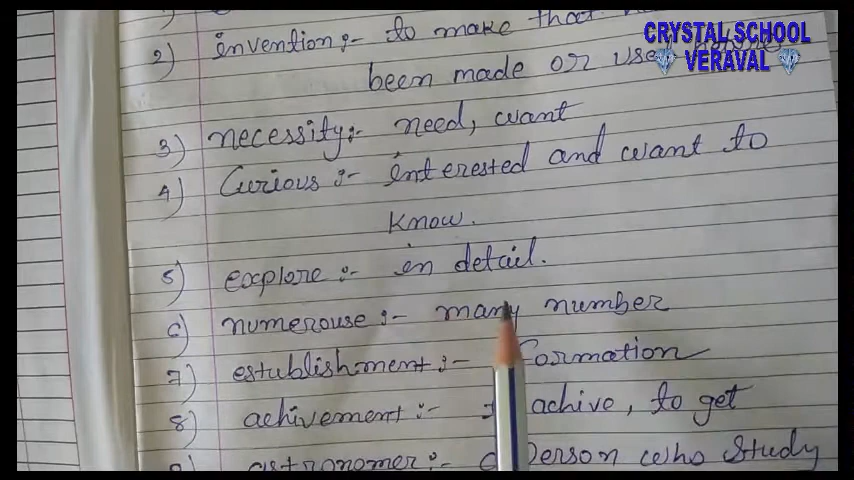 CRYSTAL SCHOOL
VERAVAL
2) invention :- to make that
been made or use
3) necessity :- need, want
4) Curious :- interested and want to
know.
5) explore :- in detail.
6) numerouse :- many number
7) establishment :- Formation
8) achivement :- achive, to get
astronomer :- a person who study